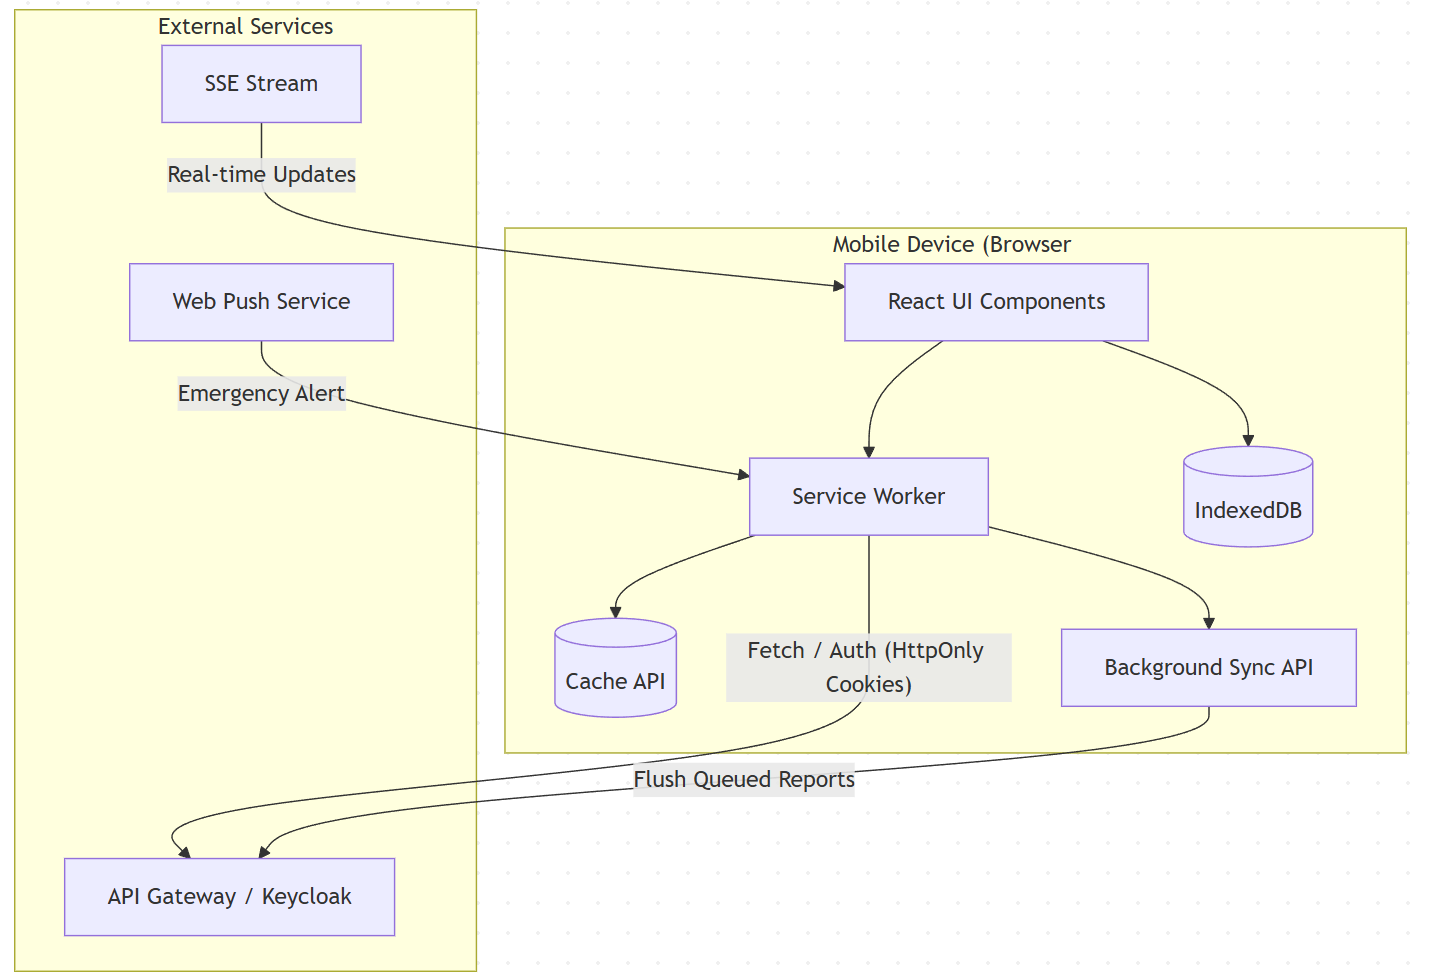 External Services
SSE Stream
Real-time Updates
Mobile Device (Browser
Web Push Service
React UI Components
Emergency Alert
Service Worker
IndexedDB
Fetch / Auth (HttpOnly
Cookies)
Cache API
Background Sync API
Flush Queued Reports
API Gateway / Keycloak